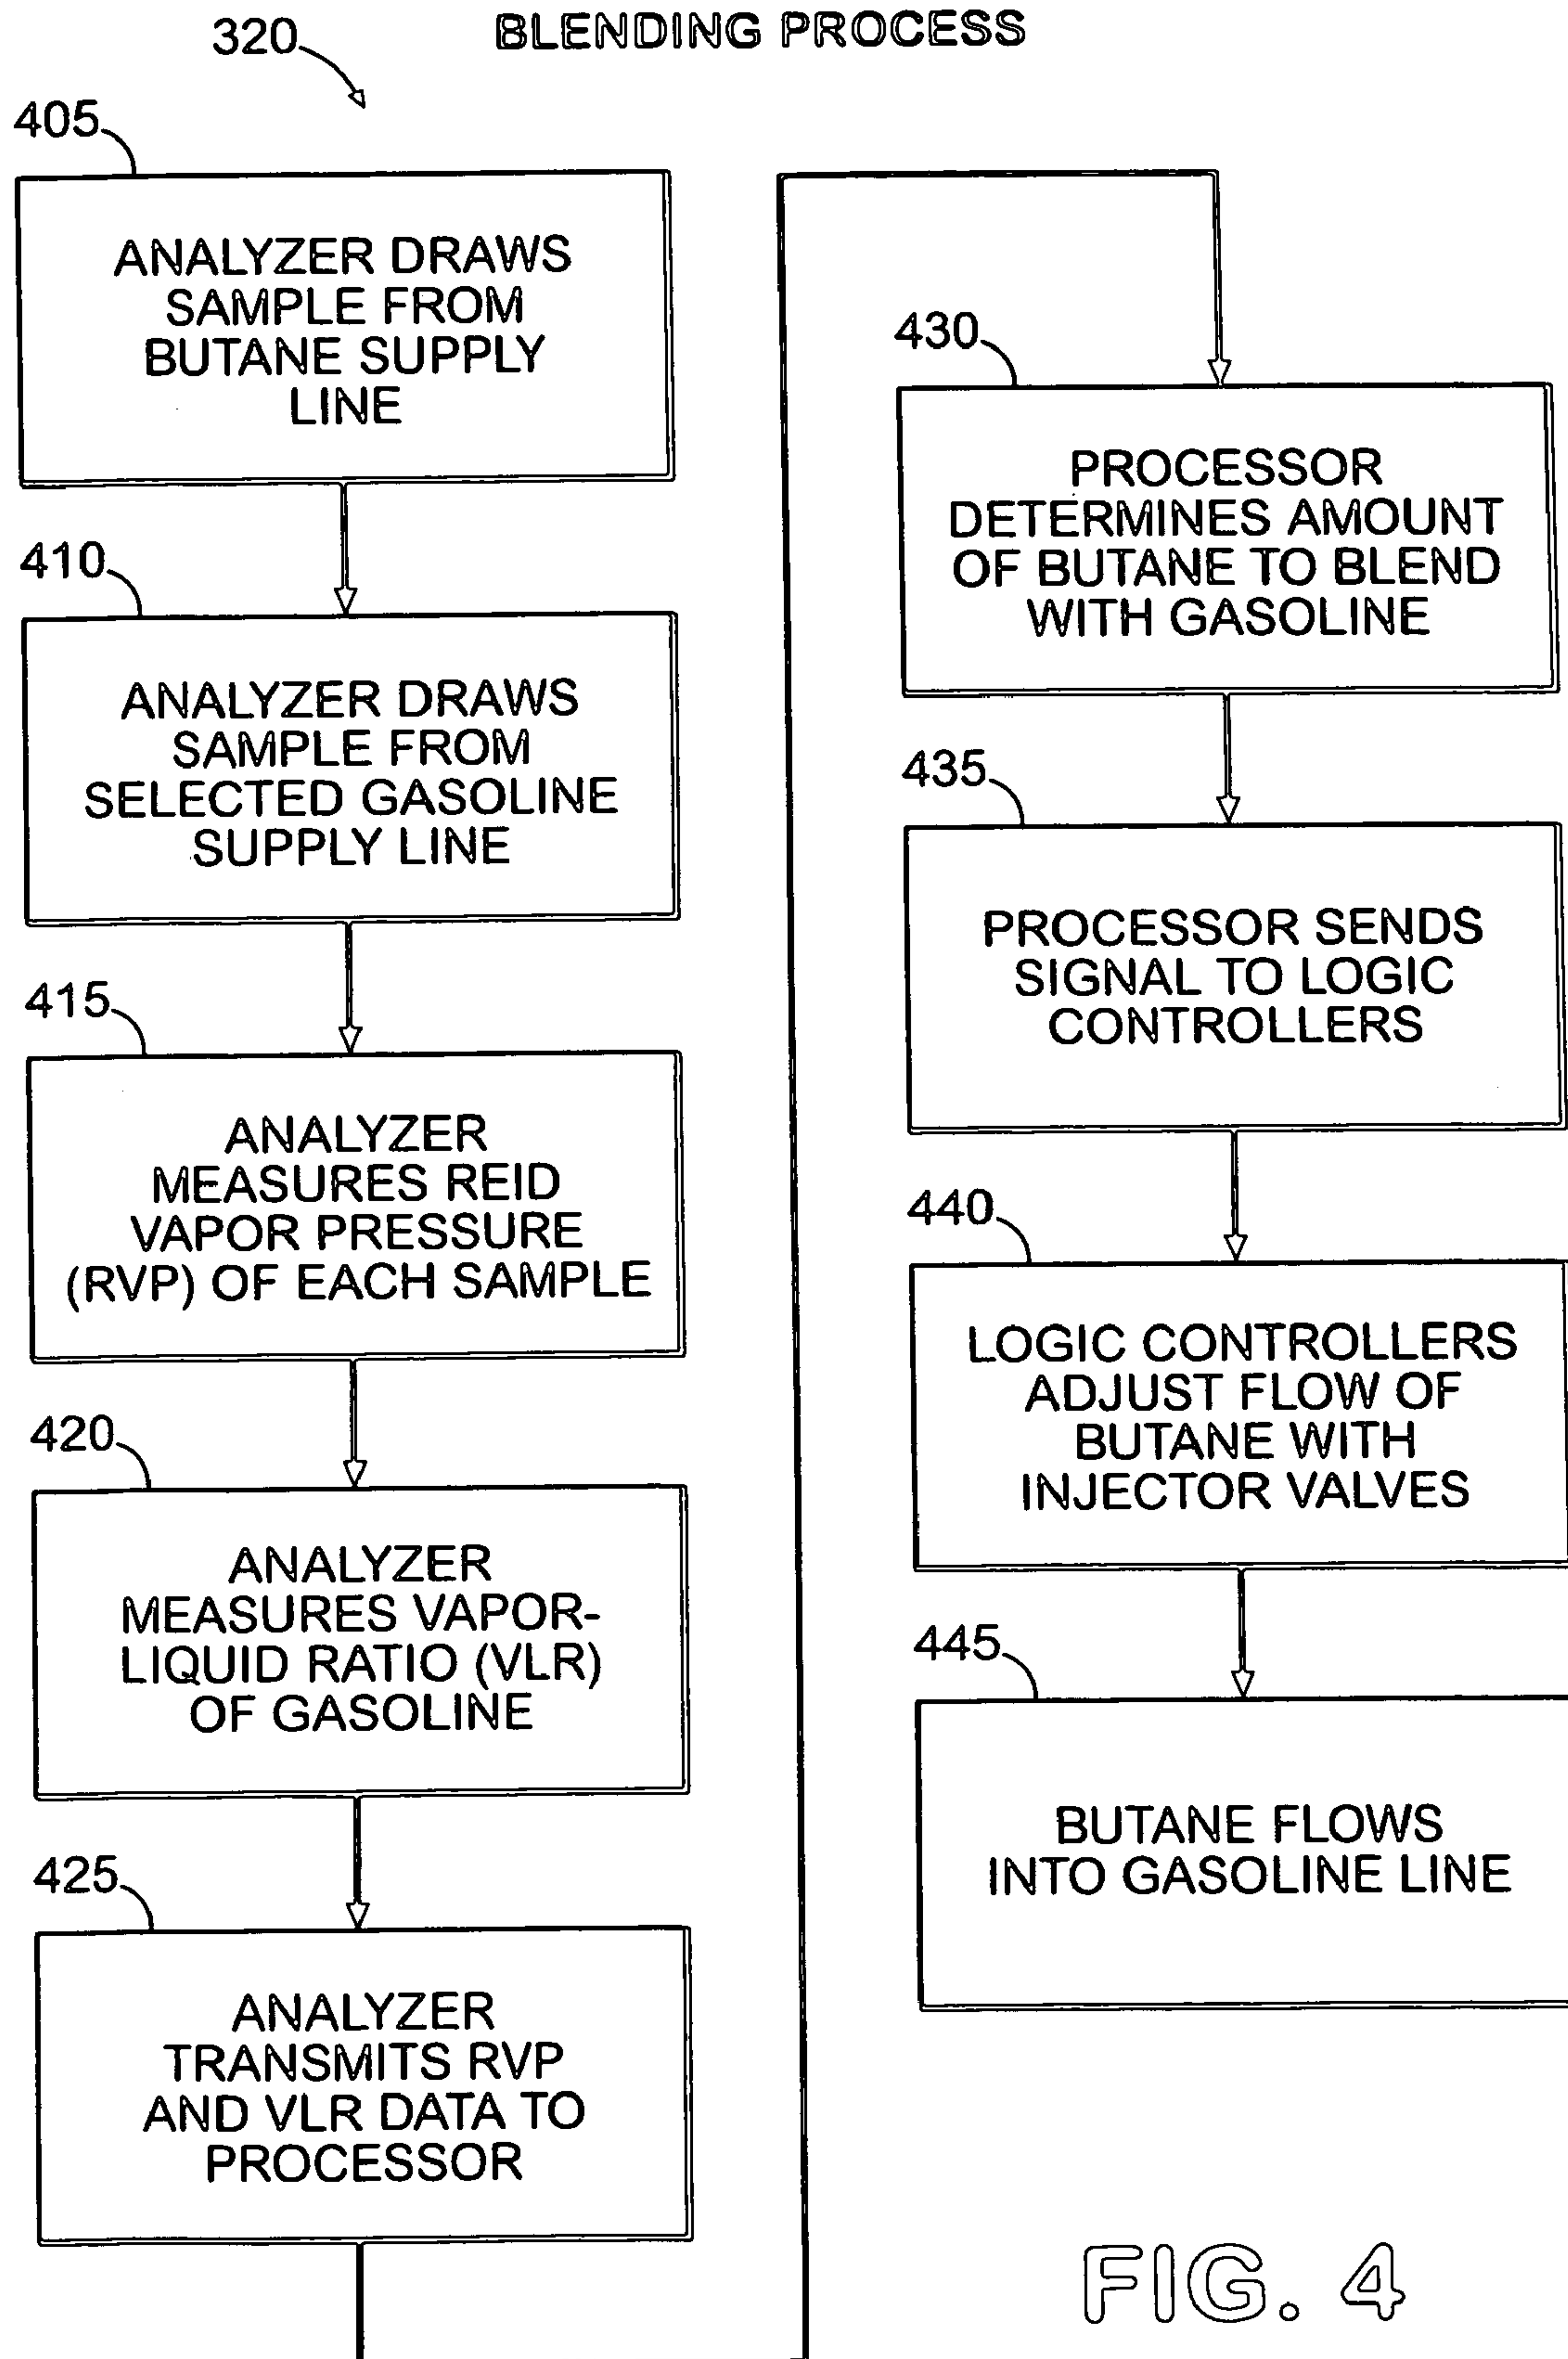 BLENDING PROCESS
320
405
ANALYZER DRAWS
SAMPLE FROM
BUTANE SUPPLY
LINE
410
ANALYZER DRAWS
SAMPLE FROM
SELECTED GASOLINE
SUPPLY LINE
415
ANALYZER
MEASURES REID
VAPOR PRESSURE
(RVP) OF EACH SAMPLE
420
ANALYZER
MEASURES VAPOR-
LIQUID RATIO (VLR)
OF GASOLINE
425
ANALYZER
TRANSMITS RVP
AND VLR DATA TO
PROCESSOR
430
PROCESSOR
DETERMINES AMOUNT
OF BUTANE TO BLEND
WITH GASOLINE
435
PROCESSOR SENDS
SIGNAL TO LOGIC
CONTROLLERS
440
LOGIC CONTROLLERS
ADJUST FLOW OF
BUTANE WITH
INJECTOR VALVES
445
BUTANE FLOWS
INTO GASOLINE LINE
FIG. 4